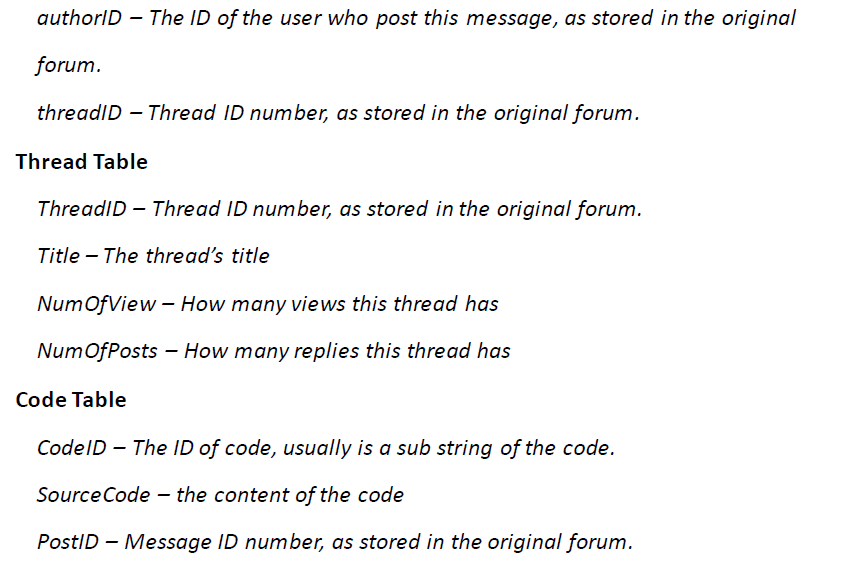 authorID – The ID of the user who post this message, as stored in the original
forum.
threadID – Thread ID number, as stored in the original forum.
Thread Table
ThreadID – Thread ID number, as stored in the original forum.
Title – The thread’s title
NumOfView – How many views this thread has
NumOfPosts – How many replies this thread has
Code Table
CodeID – The ID of code, usually is a sub string of the code.
SourceCode – the content of the code
PostID – Message ID number, as stored in the original forum.